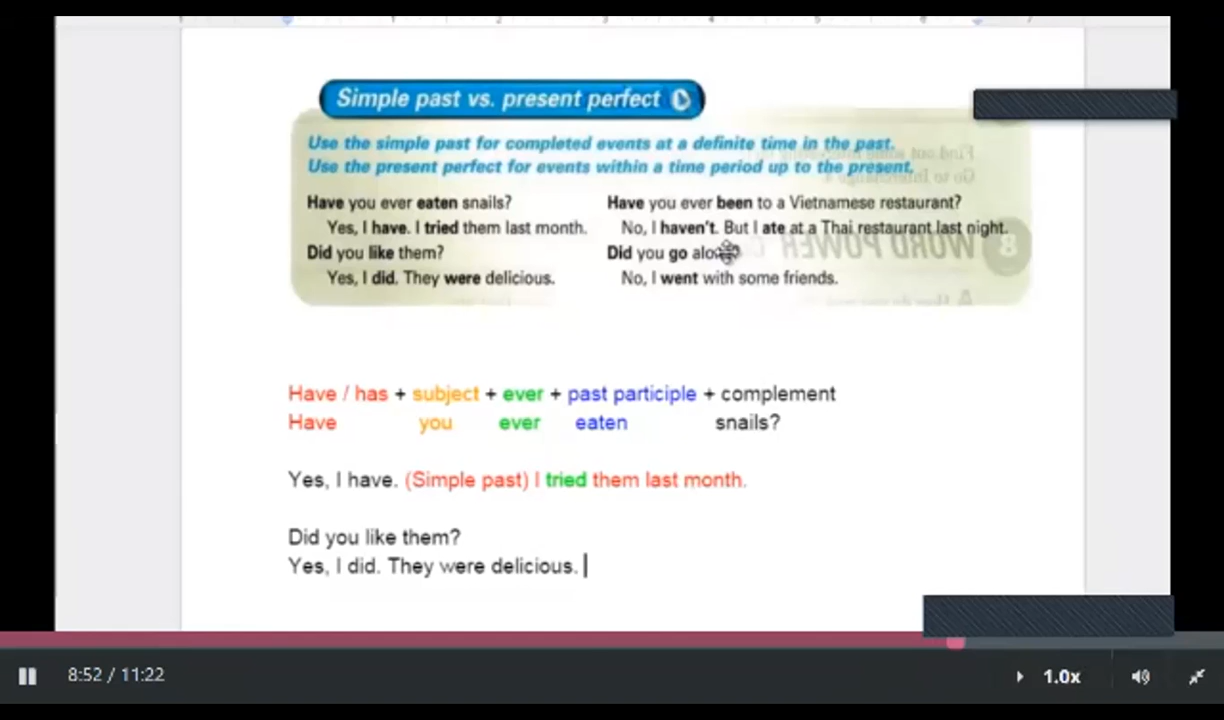 Simple past vs. present perfect
Use the simple past for completed events at a definite time in the past.
Use the present perfect for events within a time period up to the present.
Have you ever eaten snails?
Yes, I have. I tried them last month.
Did you like them?
Yes, I did. They were delicious.
Have you ever been to a Vietnamese restaurant?
No, I haven't. But I ate at a Thai restaurant last night.
Did you go
No, I went with some friends.
WORD POWER
8
Have / has + subject + ever + past participle + complement
Have you ever eaten snails?
Yes, I have. (Simple past) I tried them last month.
Did you like them?
Yes, I did. They were delicious.
8:52 / 11:22
1.0x